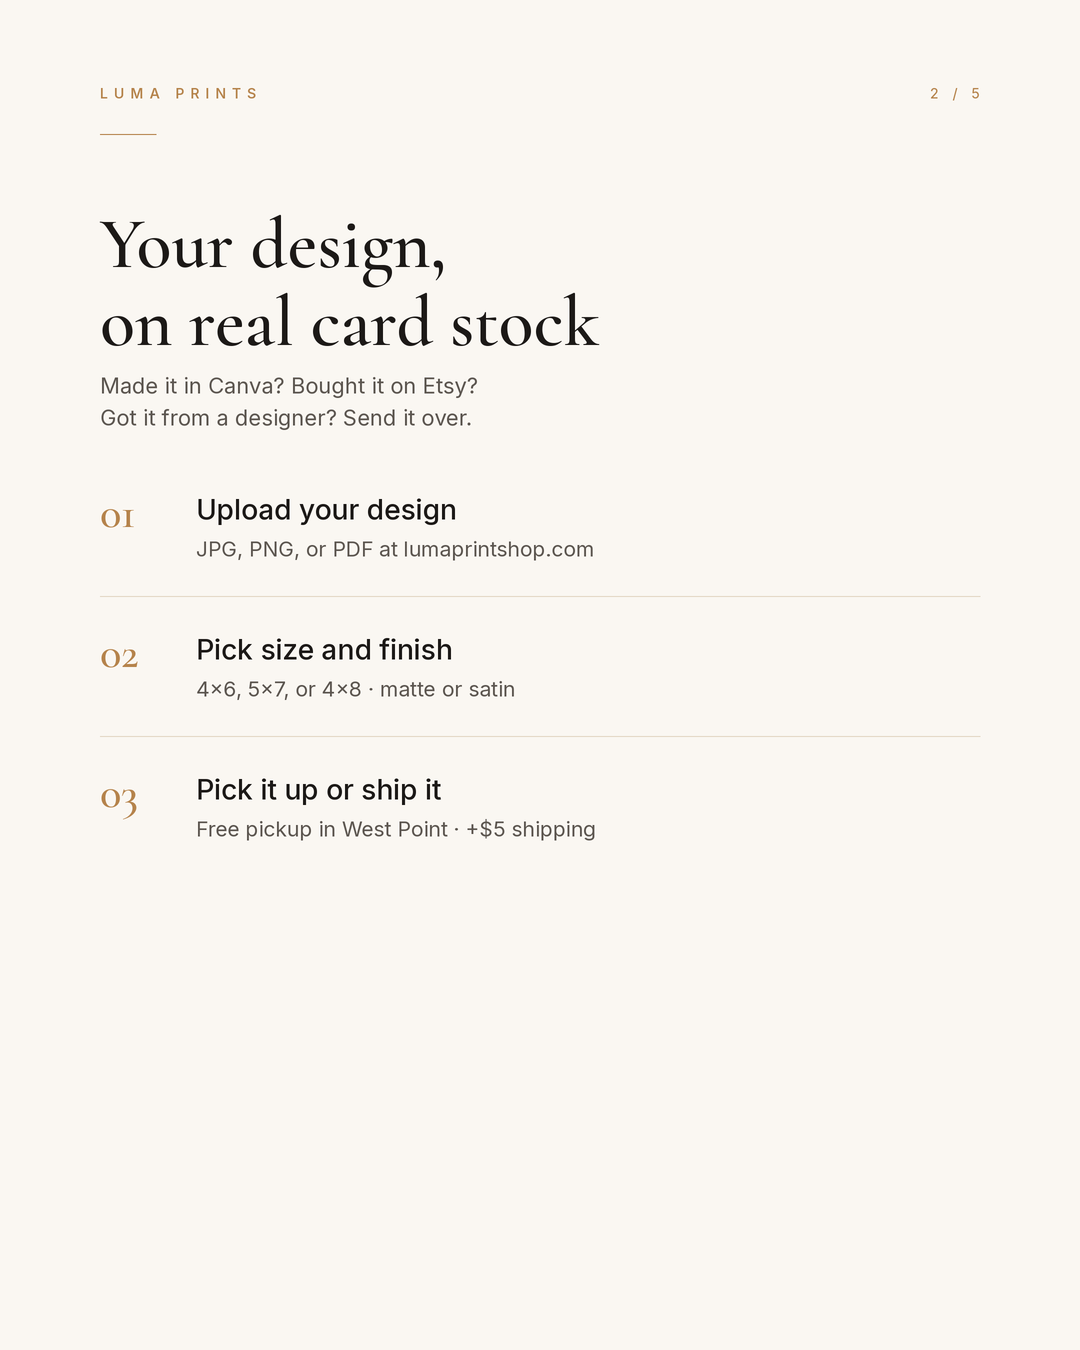 LUMA PRINTS
2 / 5
Your design,
on real card stock
Made it in Canva? Bought it on Etsy?
Got it from a designer? Send it over.
01
Upload your design
JPG, PNG, or PDF at lumaprintshop.com
02
Pick size and finish
4×6, 5×7, or 4×8 · matte or satin
03
Pick it up or ship it
Free pickup in West Point · +$5 shipping